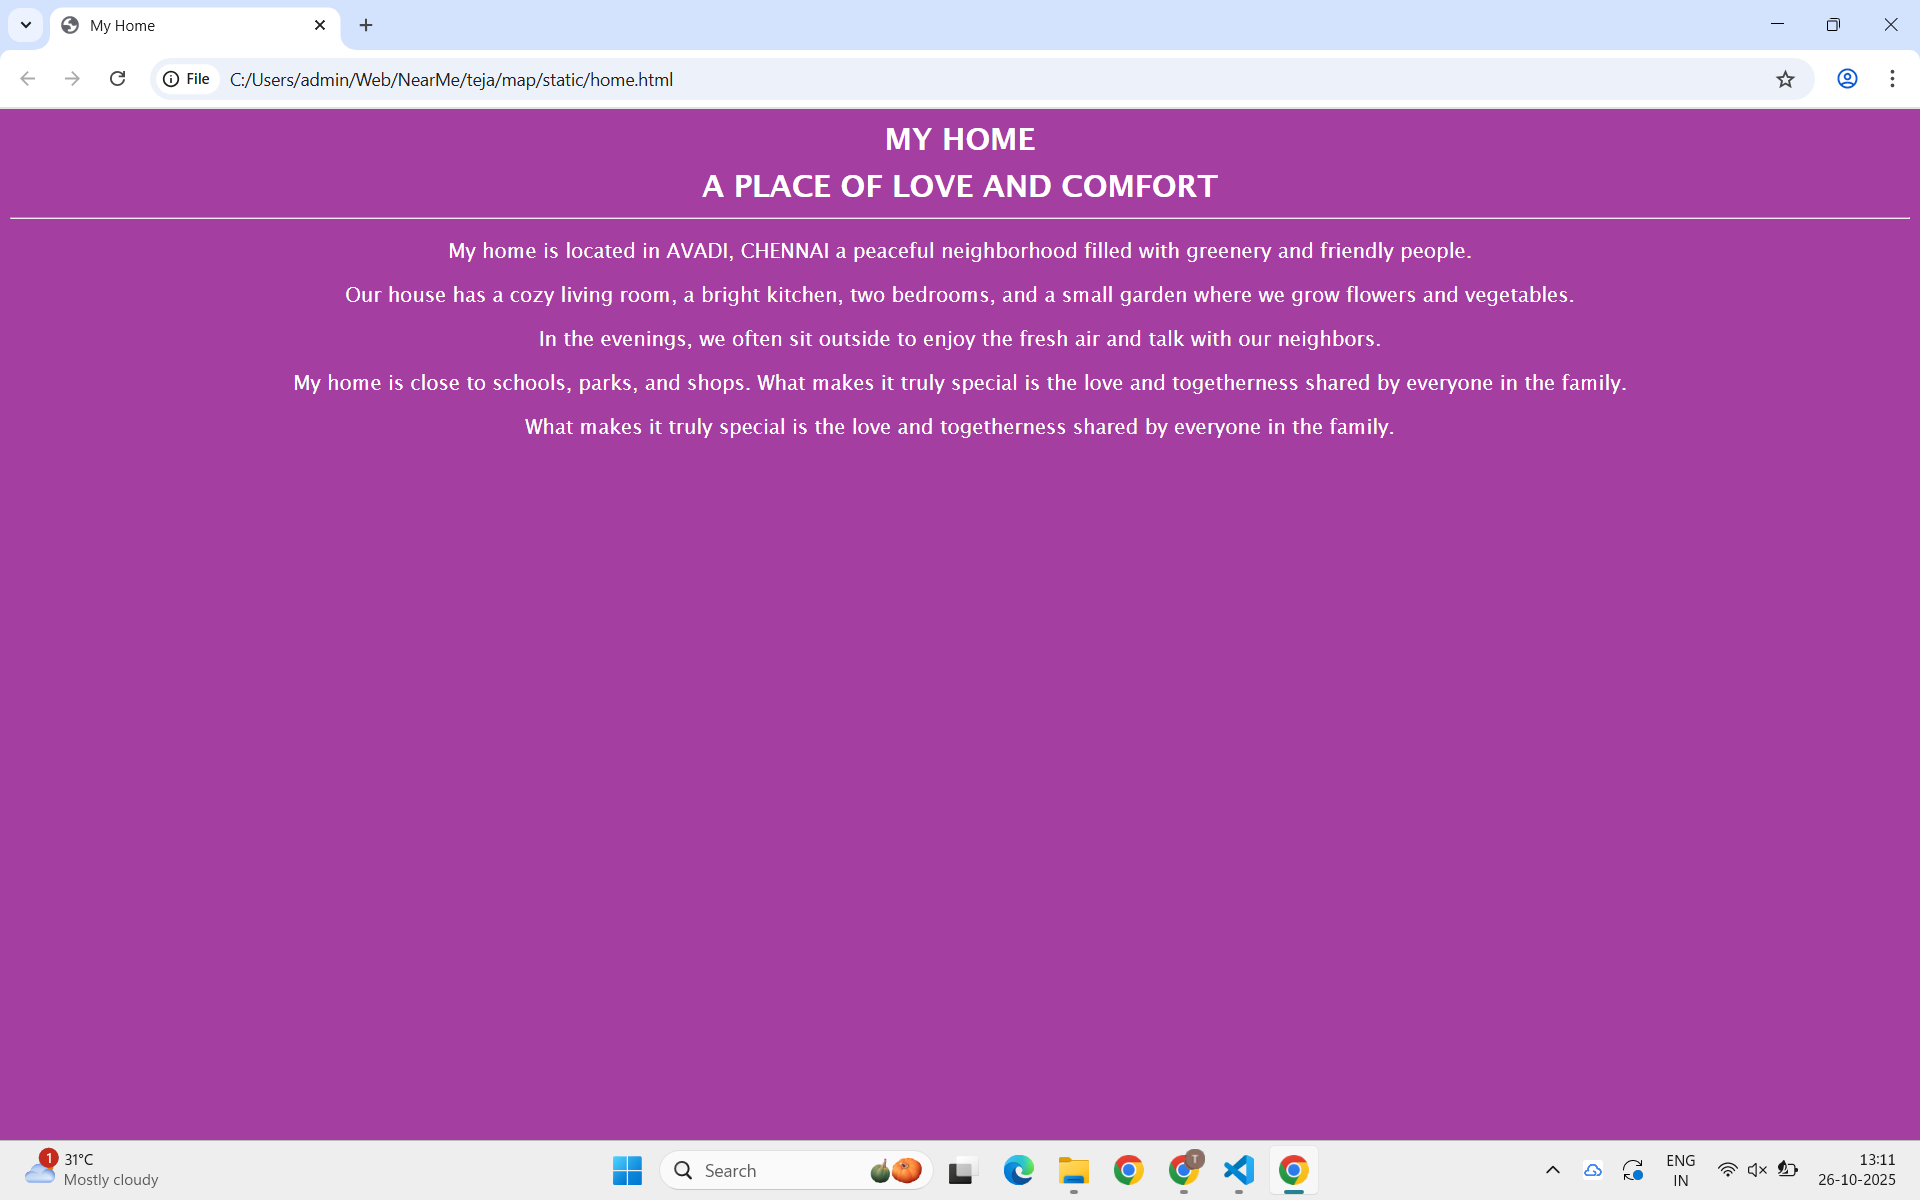 My Home
File
C:/Users/admin/Web/NearMe/teja/map/static/home.html
MY HOME
A PLACE OF LOVE AND COMFORT
My home is located in AVADI, CHENNAI a peaceful neighborhood filled with greenery and friendly people.
Our house has a cozy living room, a bright kitchen, two bedrooms, and a small garden where we grow flowers and vegetables.
In the evenings, we often sit outside to enjoy the fresh air and talk with our neighbors.
My home is close to schools, parks, and shops. What makes it truly special is the love and togetherness shared by everyone in the family.
What makes it truly special is the love and togetherness shared by everyone in the family.
1
31°C
Mostly cloudy
Search
T
ENG
IN
13:11
26-10-2025